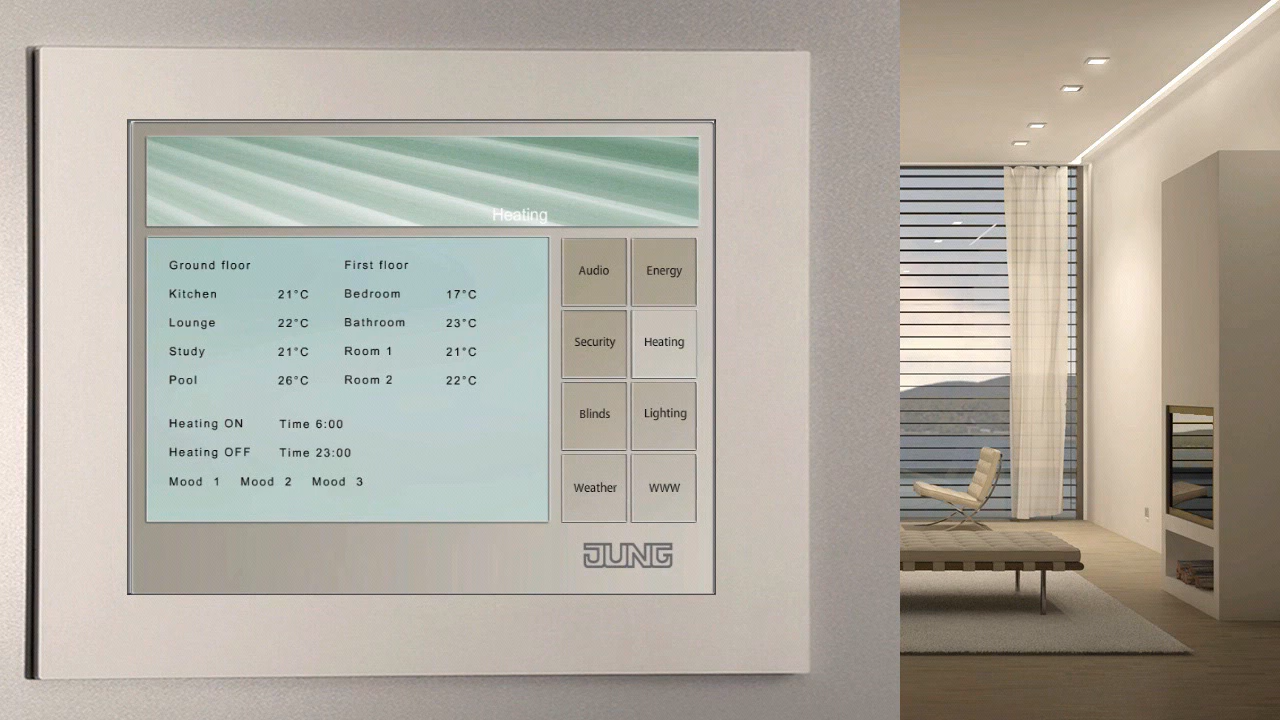 Heating
Ground floor First floor
Kitchen 21°C Bedroom 17°C
Lounge 22°C Bathroom 23°C
Study 21°C Room 1 21°C
Pool 26°C Room 2 22°C
Heating ON Time 6:00
Heating OFF Time 23:00
Mood 1 Mood 2 Mood 3
Audio Energy
Security Heating
Blinds Lighting
Weather WWW
JUNG